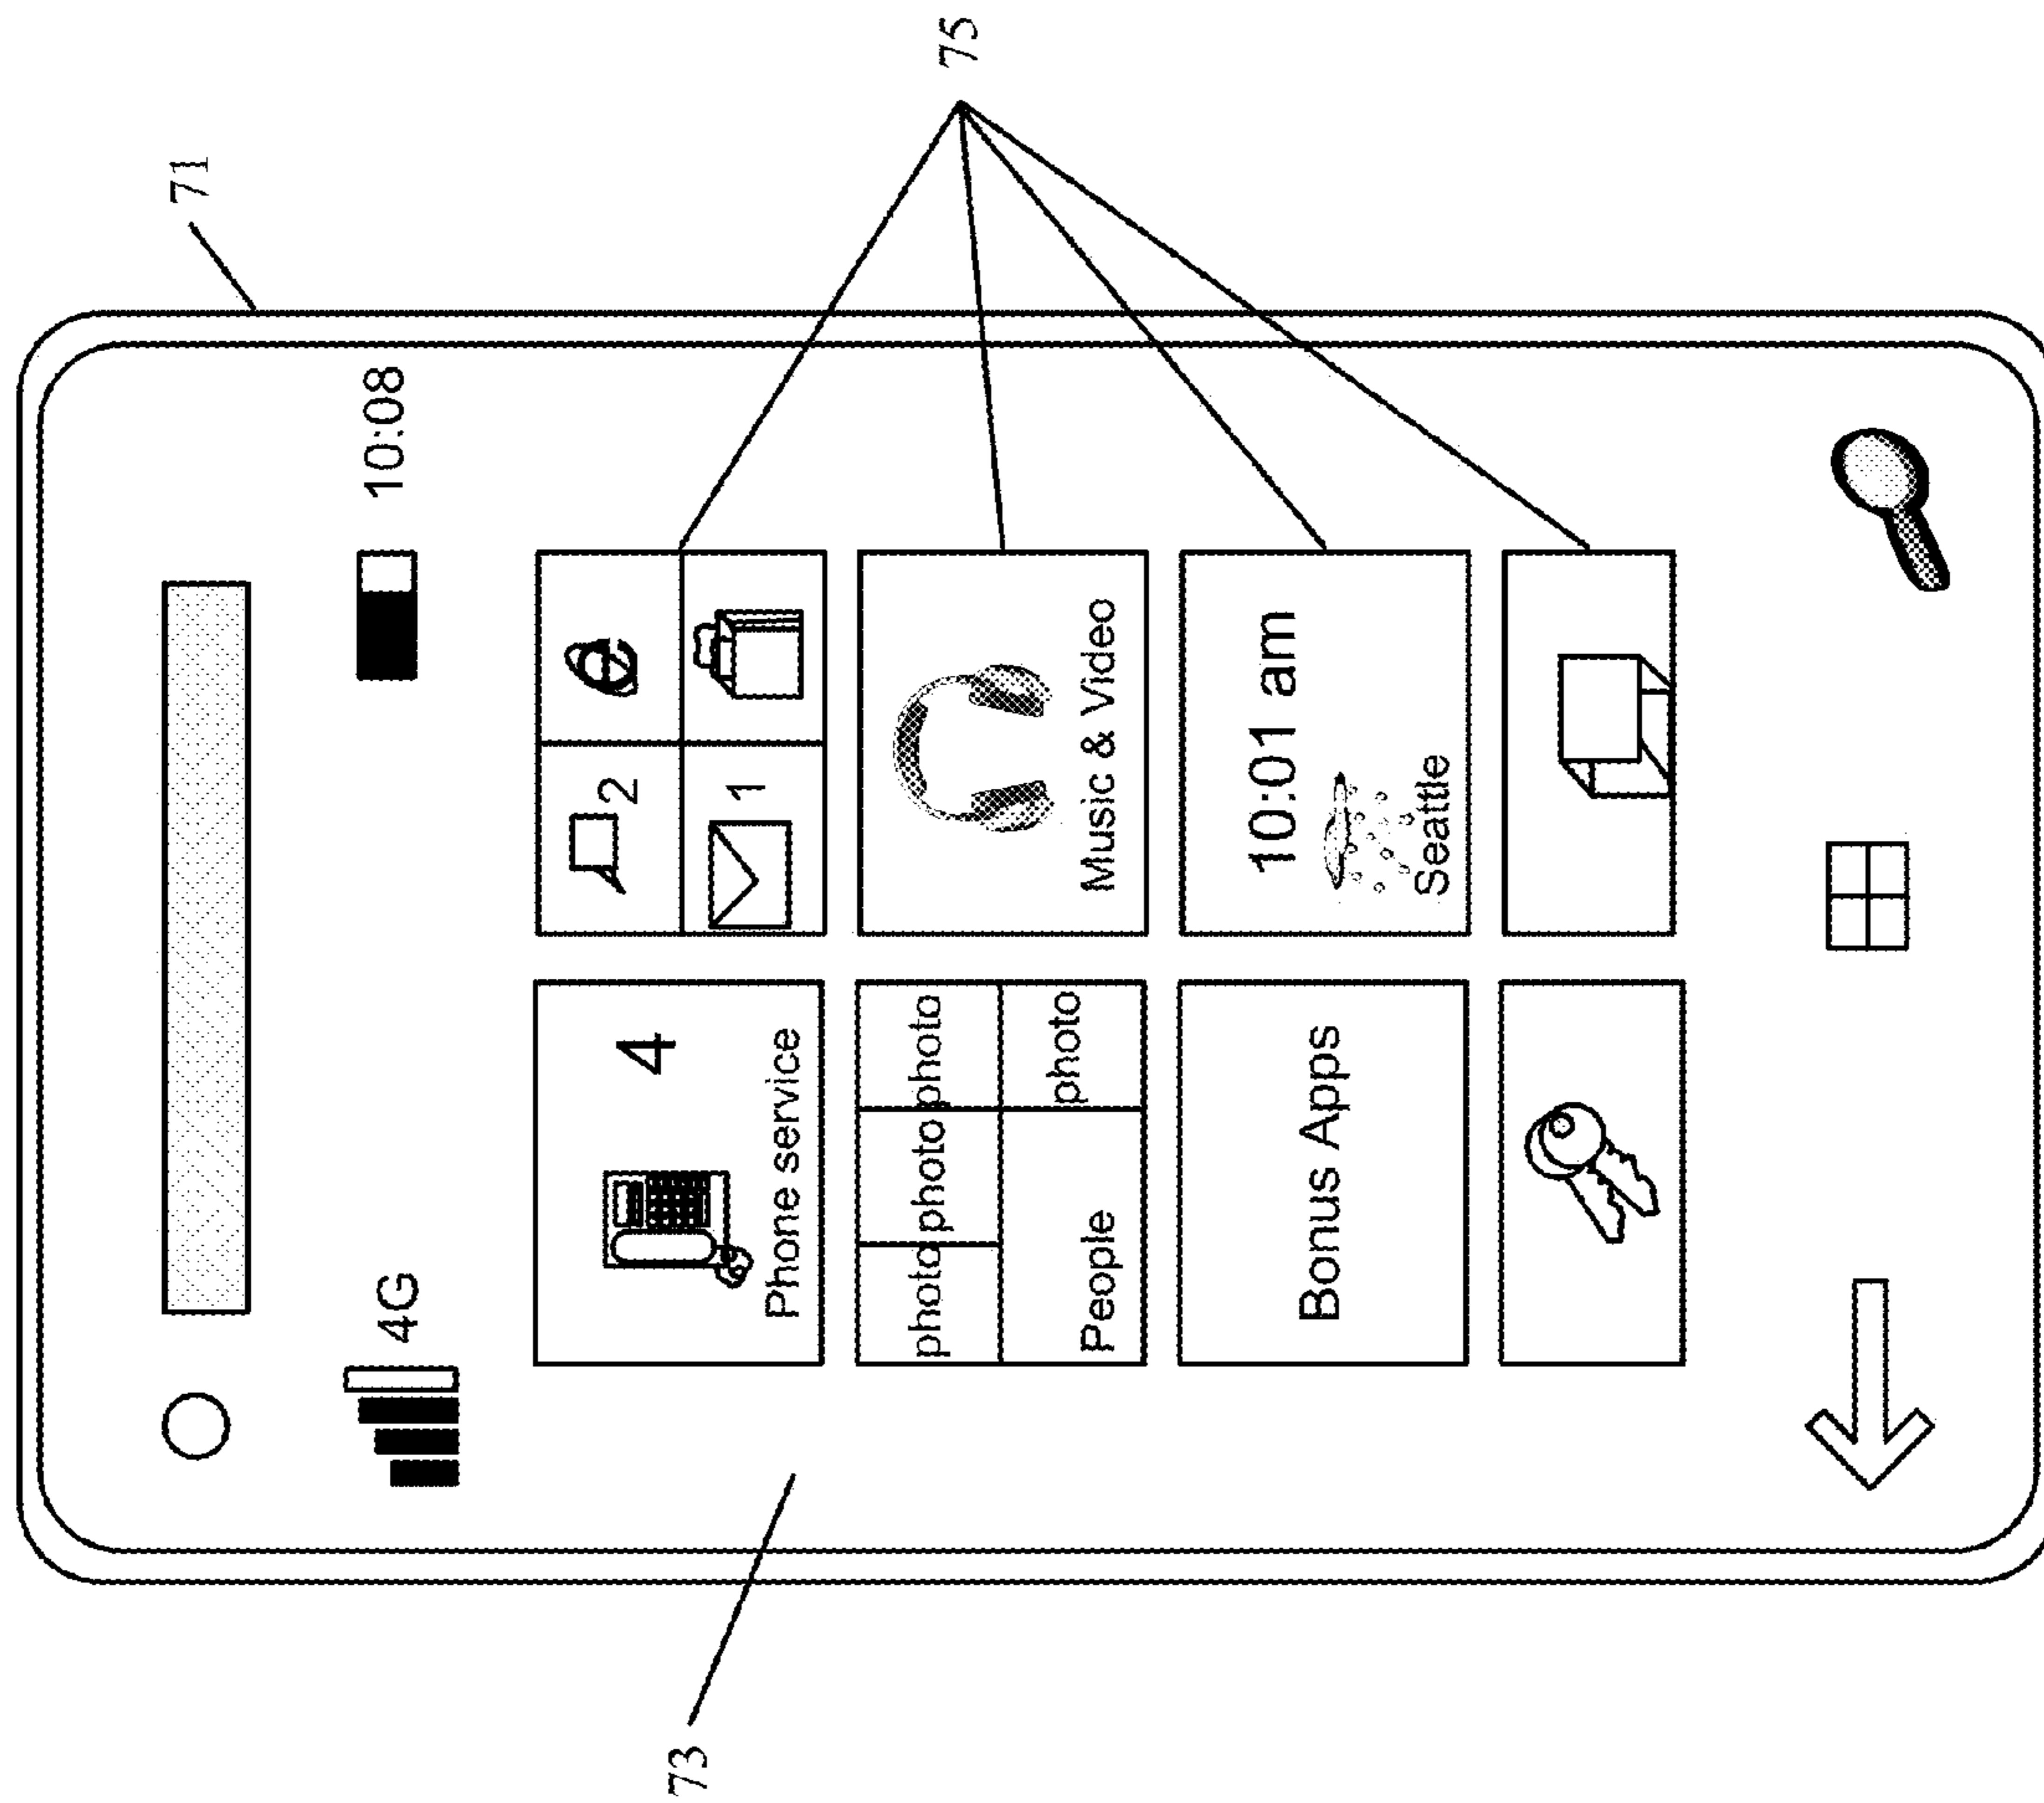 71
4G 10:08
4
Phone service
2
1
75
photo photo photo
photo
People
Music & Video
Bonus Apps
10:01 am
Seattle
73